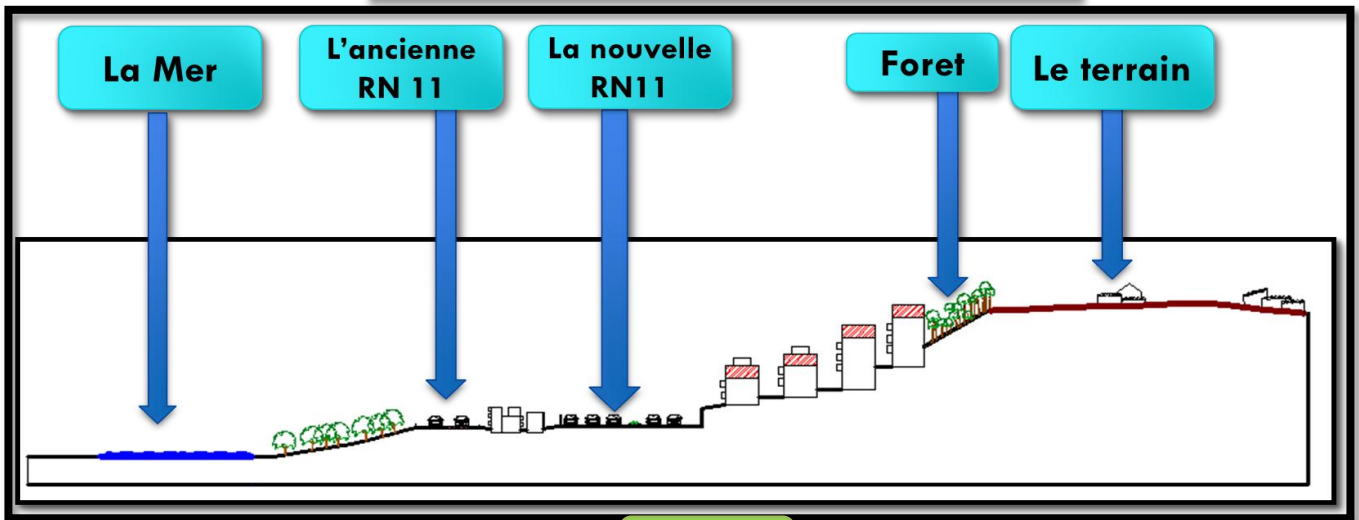 La Mer
L'ancienne
RN 11
La nouvelle
RN11
Foret
Le terrain